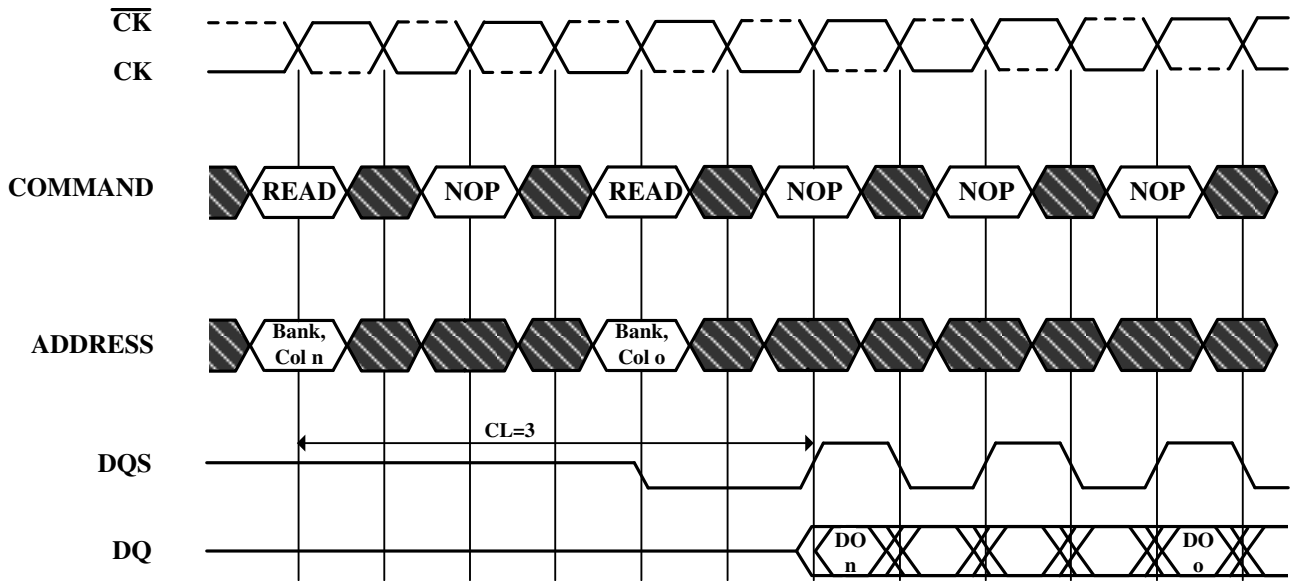 CK
CK
COMMAND
READ NOP READ NOP NOP NOP
ADDRESS
Bank,
Col n
Bank,
Col o
CL=3
DQS
DQ
DO
n
DO
o